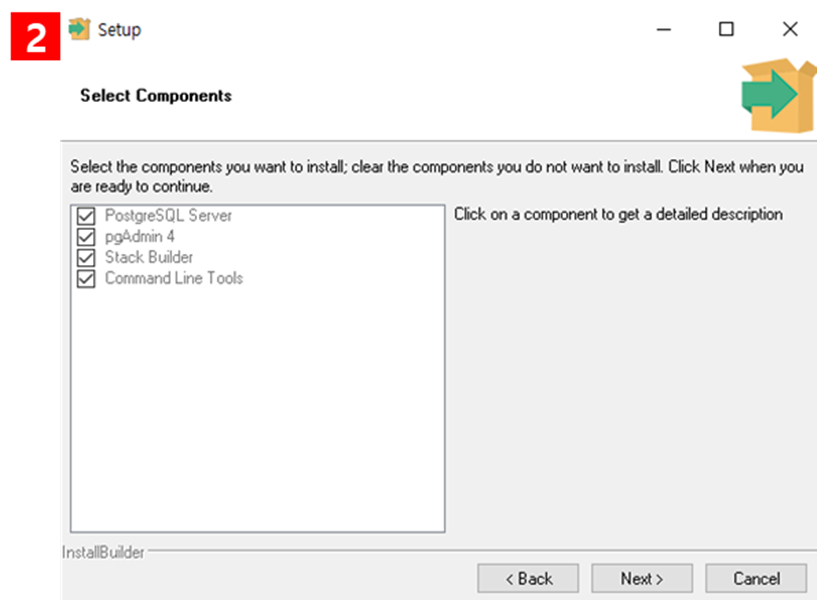 2
Setup
Select Components
Select the components you want to install; clear the components you do not want to install. Click Next when you
are ready to continue.
PostgreSQL Server
pgAdmin 4
Stack Builder
Command Line Tools
Click on a component to get a detailed description
InstallBuilder
< Back
Next >
Cancel